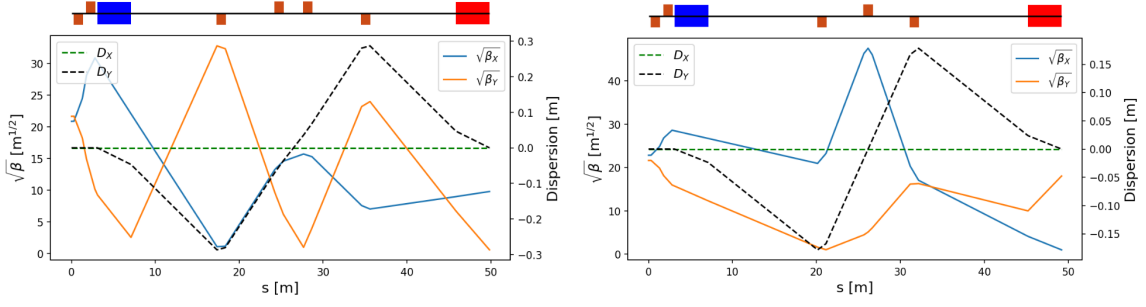 D_X
D_Y
√β_X
√β_Y
0
5
10
15
20
25
30
√β [m^{1/2}]
0.3
0.2
0.1
0.0
−0.1
−0.2
−0.3
Dispersion [m]
0 10 20 30 40 50
s [m]
D_X
D_Y
√β_X
√β_Y
0
10
20
30
40
√β [m^{1/2}]
0.15
0.10
0.05
0.00
−0.05
−0.10
−0.15
Dispersion [m]
0 10 20 30 40 50
s [m]